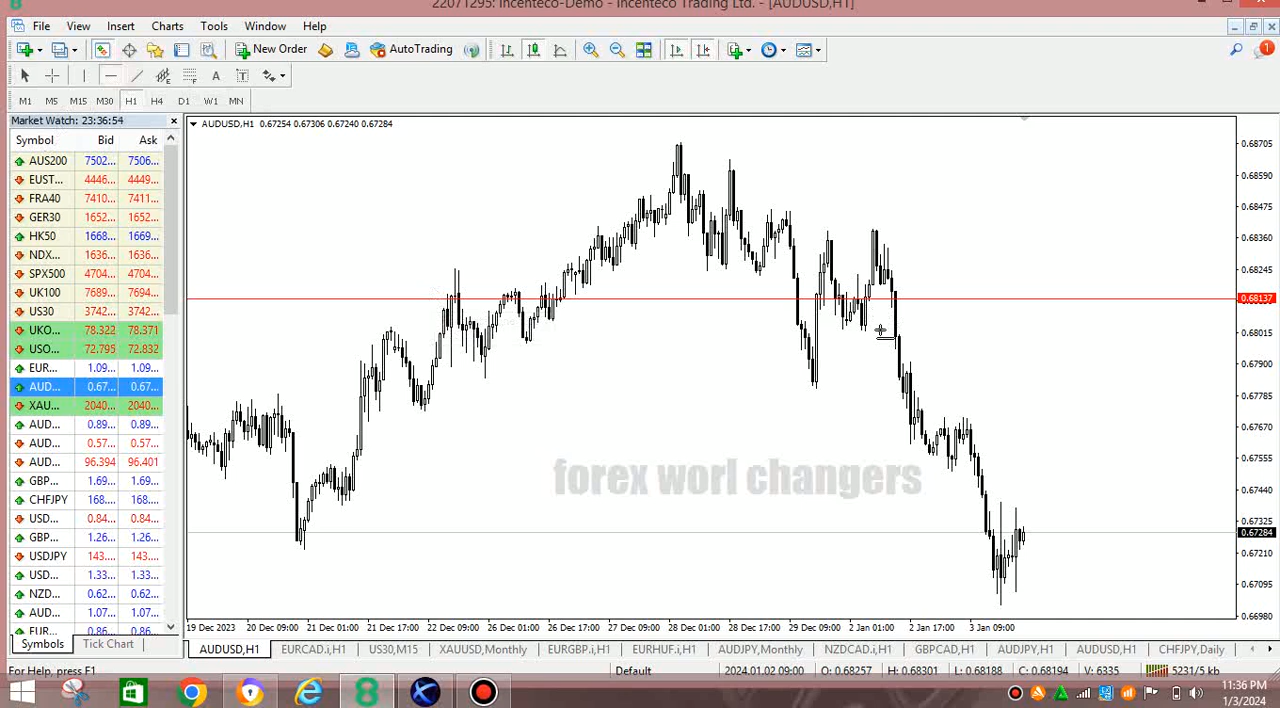 22071295: Incenteco-Demo - Incenteco Trading Ltd. - [AUDUSD,H1]
File View Insert Charts Tools Window Help
New Order AutoTrading 1
M1 M5 M15 M30 H1 H4 D1 W1 MN
Market Watch: 23:36:54
Symbol Bid Ask
AUS200 7502... 7506...
EUST... 4446... 4449...
FRA40 7410... 7411...
GER30 1652... 1652...
HK50 1668... 1669...
NDX... 1636... 1636...
SPX500 4704... 4704...
UK100 7689... 7694...
US30 3742... 3742...
UKO... 78.322 78.371
USO... 72.795 72.832
EUR... 1.09... 1.09...
AUD... 0.67... 0.67...
XAU... 2040... 2040...
AUD... 0.89... 0.89...
AUD... 0.57... 0.57...
AUD... 96.394 96.401
GBP... 1.69... 1.69...
CHFJPY 168.... 168....
USD... 0.84... 0.84...
GBP... 1.26... 1.26...
USDJPY 143.... 143....
USD... 1.33... 1.33...
NZD... 0.62... 0.62...
AUD... 1.07... 1.07...
EUR... 0.86... 0.86...
Symbols Tick Chart
AUDUSD,H1 0.67254 0.67306 0.67240 0.67284
0.68705
0.68590
0.68475
0.68360
0.68245
0.68137
0.68015
0.67900
0.67785
0.67670
0.67555
0.67440
0.67325
0.67284
0.67210
0.67095
0.66980
forex worl changers
19 Dec 2023 20 Dec 09:00 21 Dec 01:00 21 Dec 17:00 22 Dec 09:00 26 Dec 01:00 26 Dec 17:00 27 Dec 09:00 28 Dec 01:00 28 Dec 17:00 29 Dec 09:00 2 Jan 01:00 2 Jan 17:00 3 Jan 09:00
AUDUSD,H1 EURCAD.i,H1 US30,M15 XAUUSD,Monthly EURGBP.i,H1 EURHUF.i,H1 AUDJPY,Monthly NZDCAD.i,H1 GBPCAD,H1 AUDJPY,H1 AUDUSD,H1 CHFJPY,Daily
For Help, press F1 Default 2024.01.02 09:00 O: 0.68257 H: 0.68301 L: 0.68188 C: 0.68194 V: 6335 5231/5 kb
11:36 PM
1/3/2024